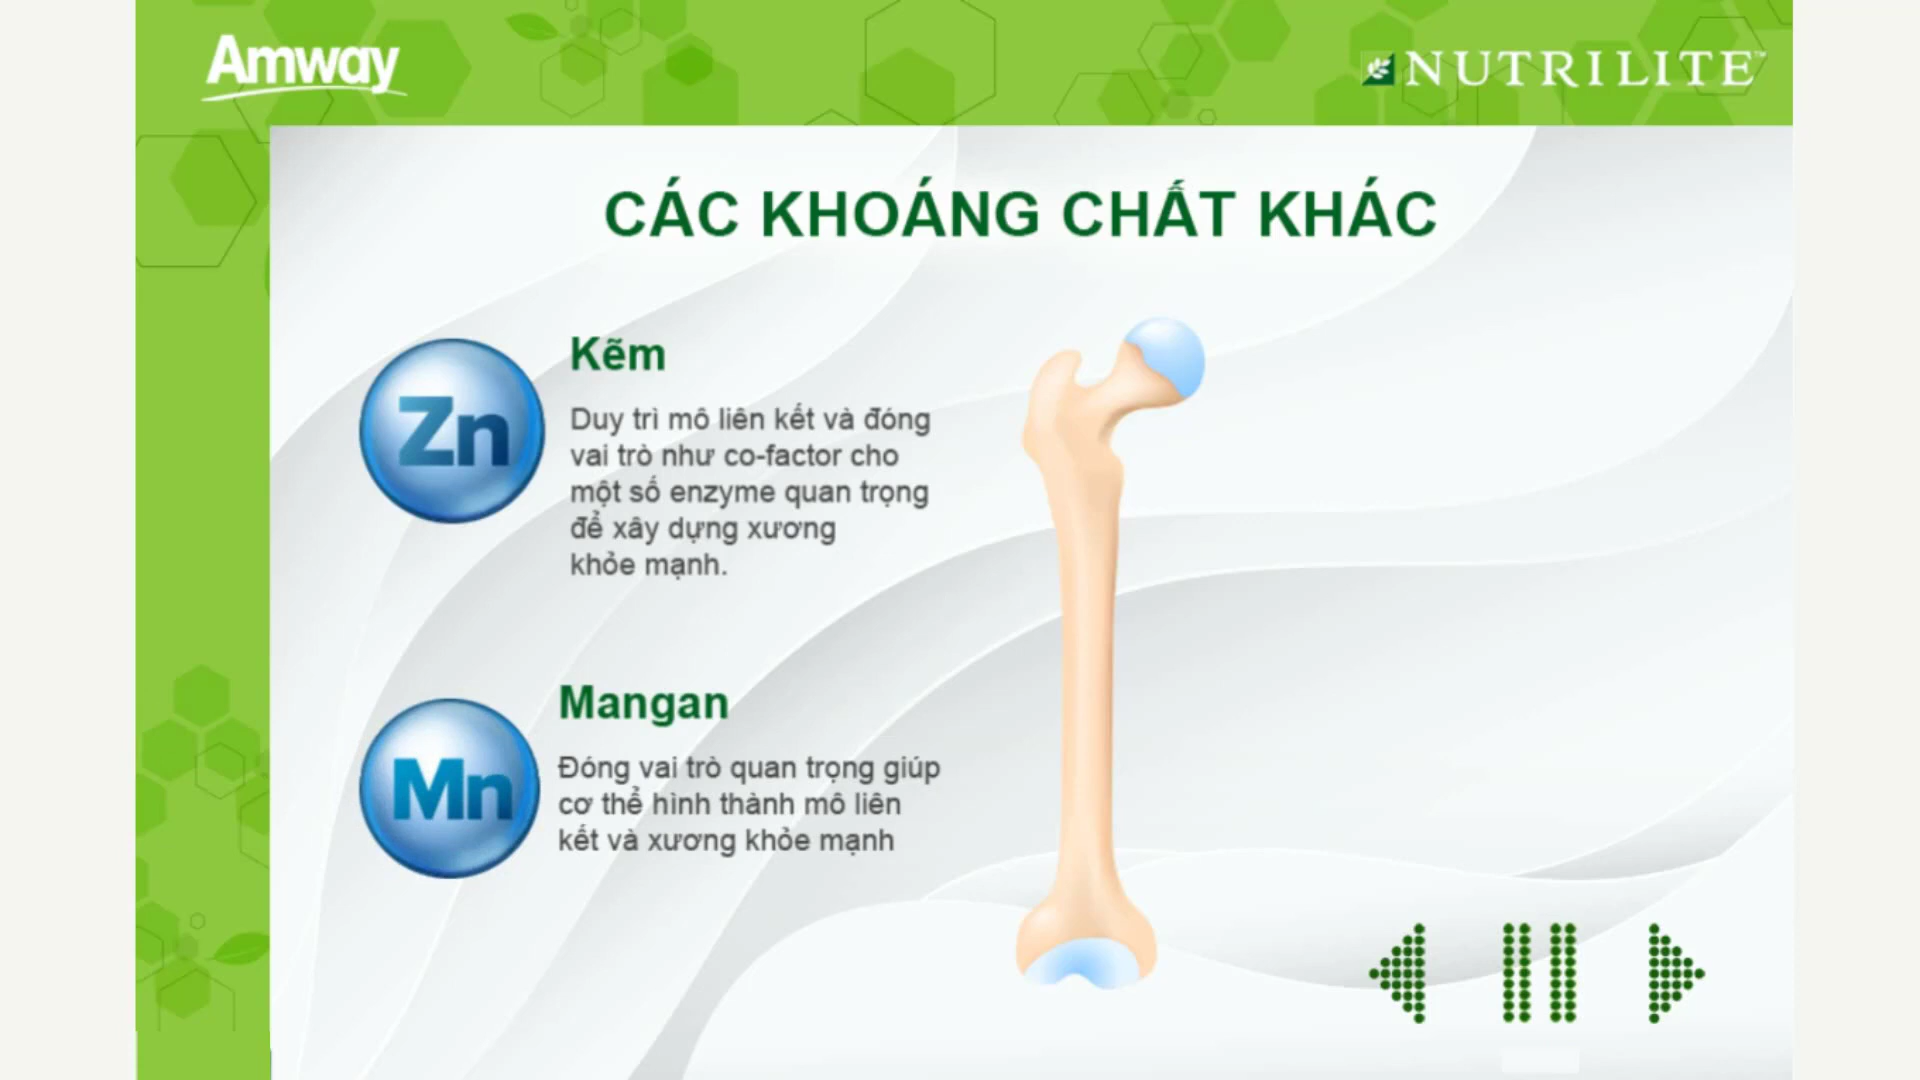 Amway
NUTRILITE™
CÁC KHOÁNG CHẤT KHÁC
Zn
Kẽm
Duy trì mô liên kết và đóng
vai trò như co-factor cho
một số enzyme quan trọng
để xây dựng xương
khỏe mạnh.
Mn
Mangan
Đóng vai trò quan trọng giúp
cơ thể hình thành mô liên
kết và xương khỏe mạnh